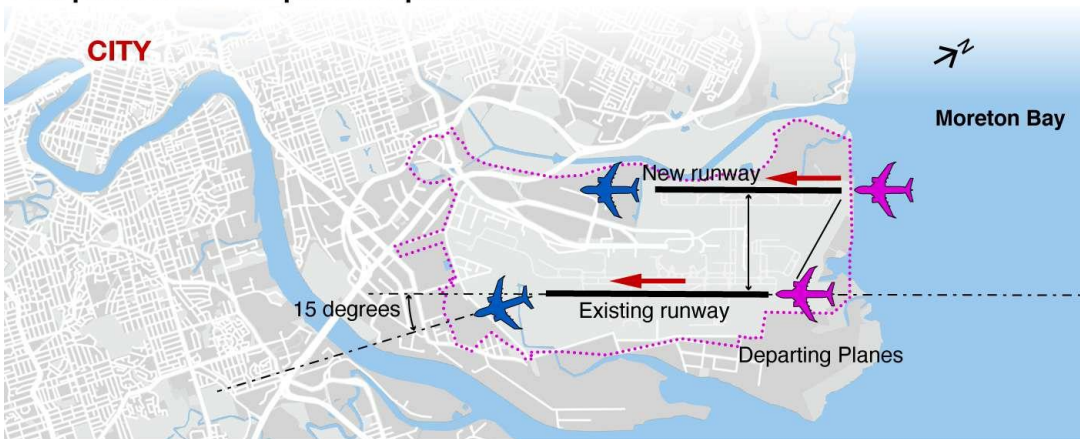 CITY
N
Moreton Bay
New runway
15 degrees
Existing runway
Departing Planes